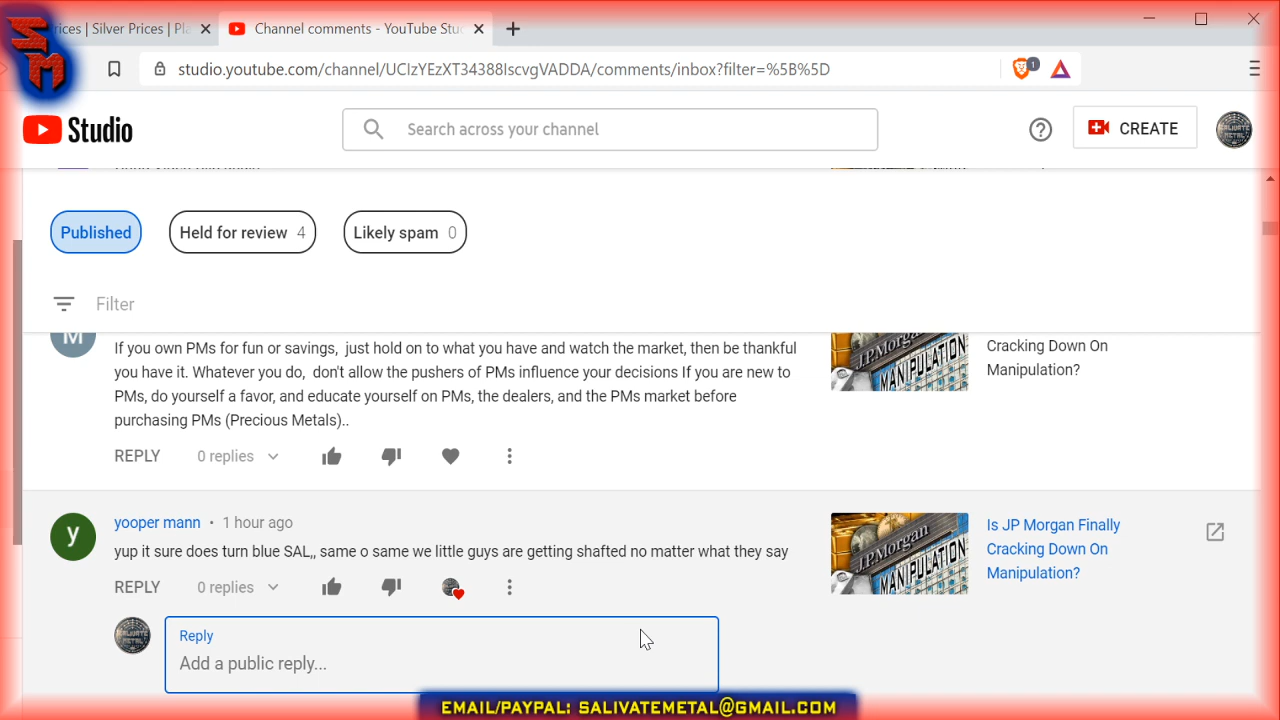 SM
rices | Silver Prices | Pla
Channel comments - YouTube Stu
studio.youtube.com/channel/UCIzYEzXT34388IscvgVADDA/comments/inbox?filter=%5B%5D
1
Studio
Search across your channel
CREATE
Published
Held for review 4
Likely spam 0
Filter
M
If you own PMs for fun or savings, just hold on to what you have and watch the market, then be thankful
you have it. Whatever you do, don't allow the pushers of PMs influence your decisions If you are new to
PMs, do yourself a favor, and educate yourself on PMs, the dealers, and the PMs market before
purchasing PMs (Precious Metals)..
J.P.Morgan
MANIPULATION
Cracking Down On
Manipulation?
REPLY 0 replies
y
yooper mann • 1 hour ago
yup it sure does turn blue SAL,, same o same we little guys are getting shafted no matter what they say
J.P.Morgan
MANIPULATION
Is JP Morgan Finally
Cracking Down On
Manipulation?
REPLY 0 replies
Reply
Add a public reply...
EMAIL/PAYPAL: SALIVATEMETAL@GMAIL.COM